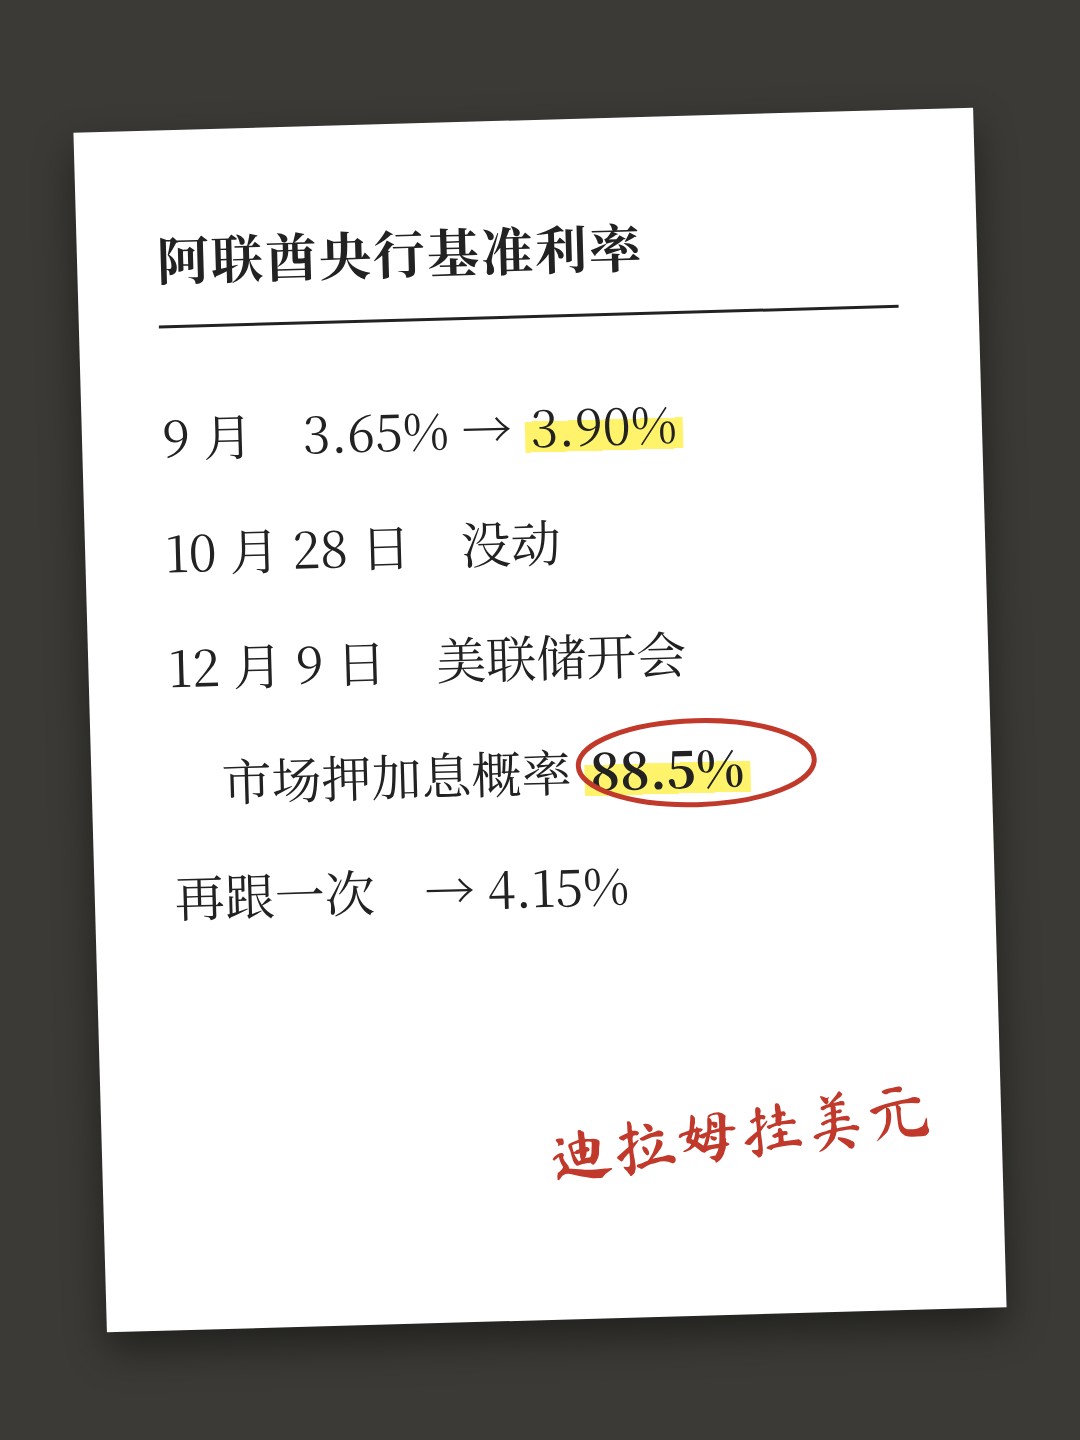 阿联酋央行基准利率
9 月 3.65% → 3.90%
10 月 28 日 没动
12 月 9 日 美联储开会
市场押加息概率 88.5%
再跟一次 → 4.15%
迪拉姆挂美元